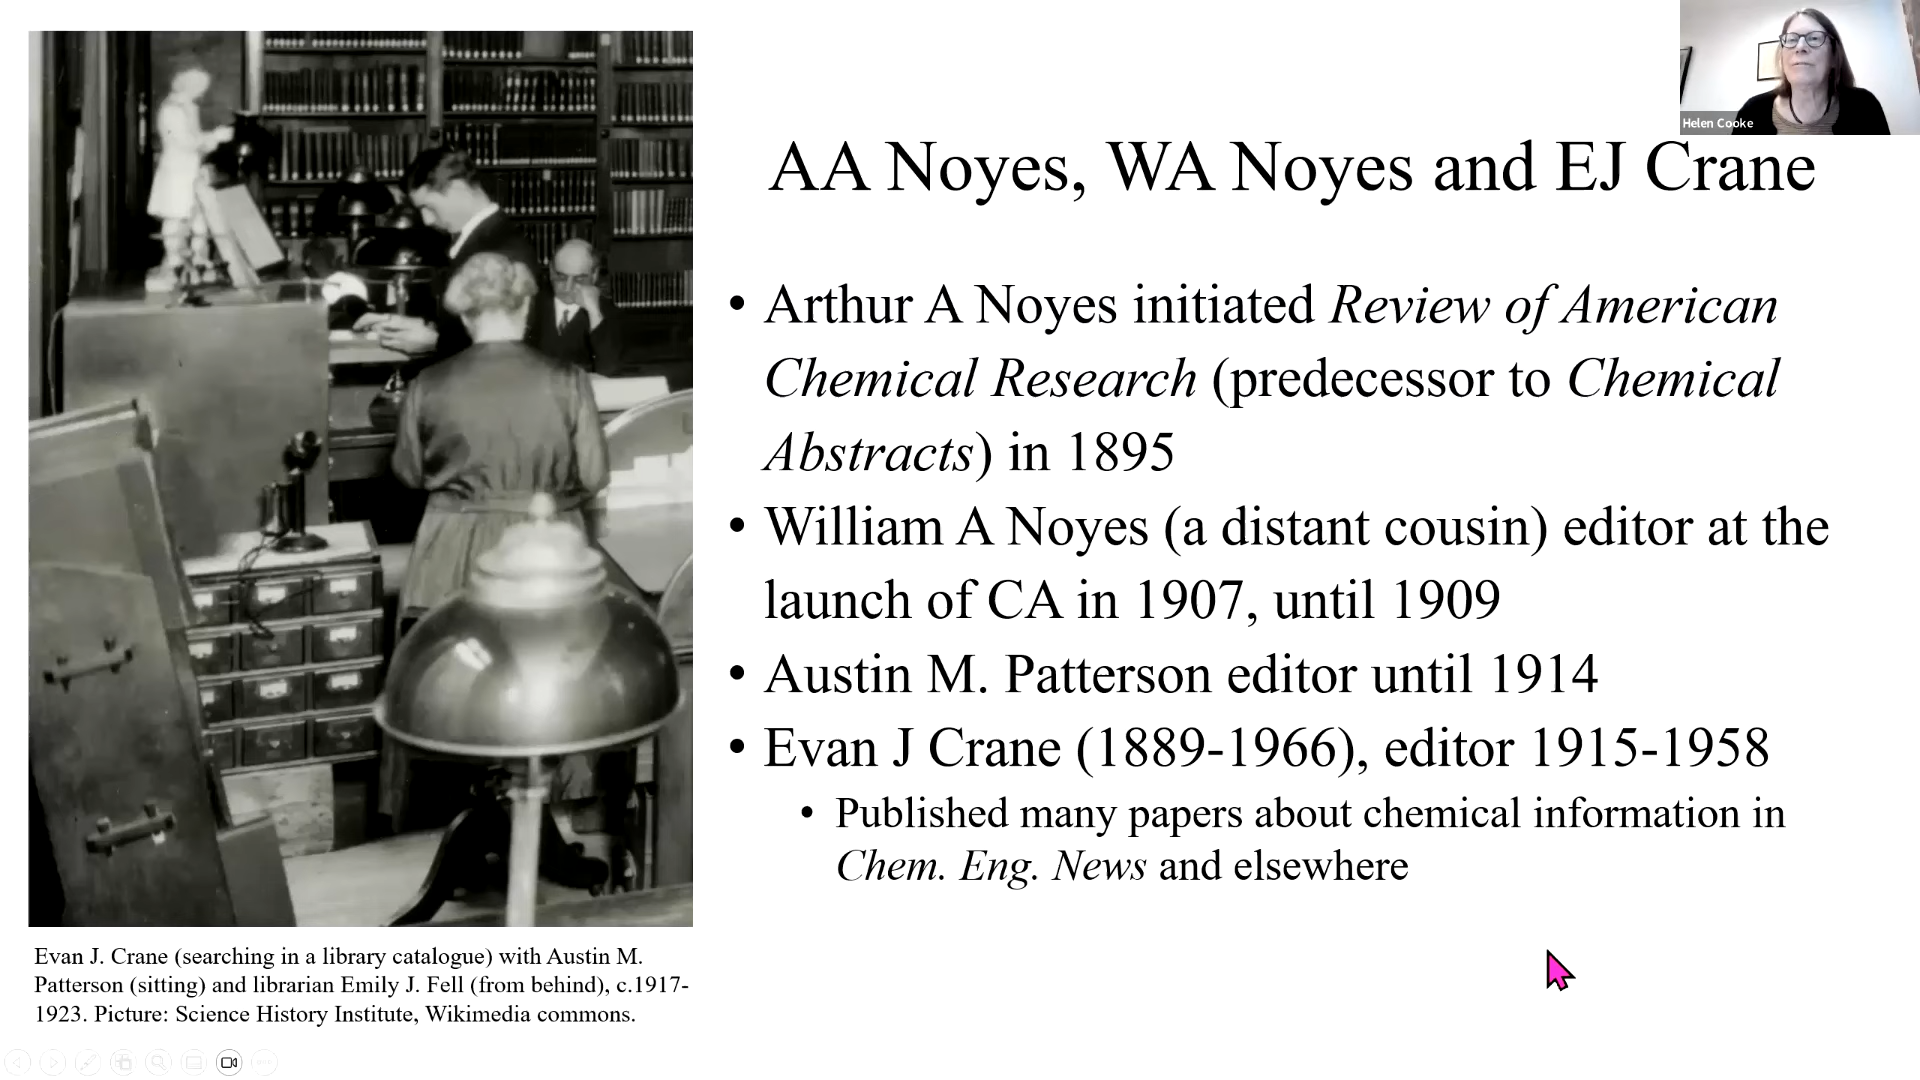 Helen Cooke
AA Noyes, WA Noyes and EJ Crane
• Arthur A Noyes initiated Review of American
Chemical Research (predecessor to Chemical
Abstracts) in 1895
• William A Noyes (a distant cousin) editor at the
launch of CA in 1907, until 1909
• Austin M. Patterson editor until 1914
• Evan J Crane (1889-1966), editor 1915-1958
• Published many papers about chemical information in
Chem. Eng. News and elsewhere
Evan J. Crane (searching in a library catalogue) with Austin M.
Patterson (sitting) and librarian Emily J. Fell (from behind), c.1917-
1923. Picture: Science History Institute, Wikimedia commons.